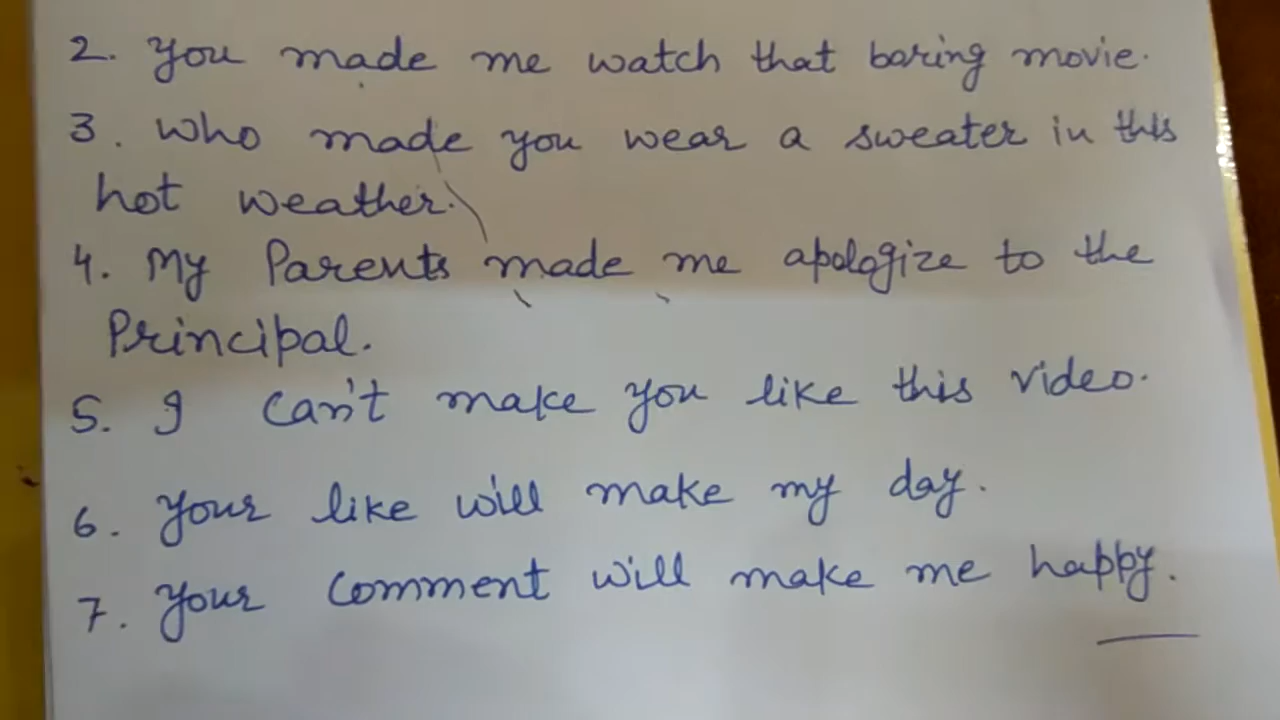 2. You made me watch that boring movie.
3. Who made you wear a sweater in this
hot weather.
4. My Parents made me apologize to the
Principal.
5. I can't make you like this video.
6. Your like will make my day.
7. Your comment will make me happy.